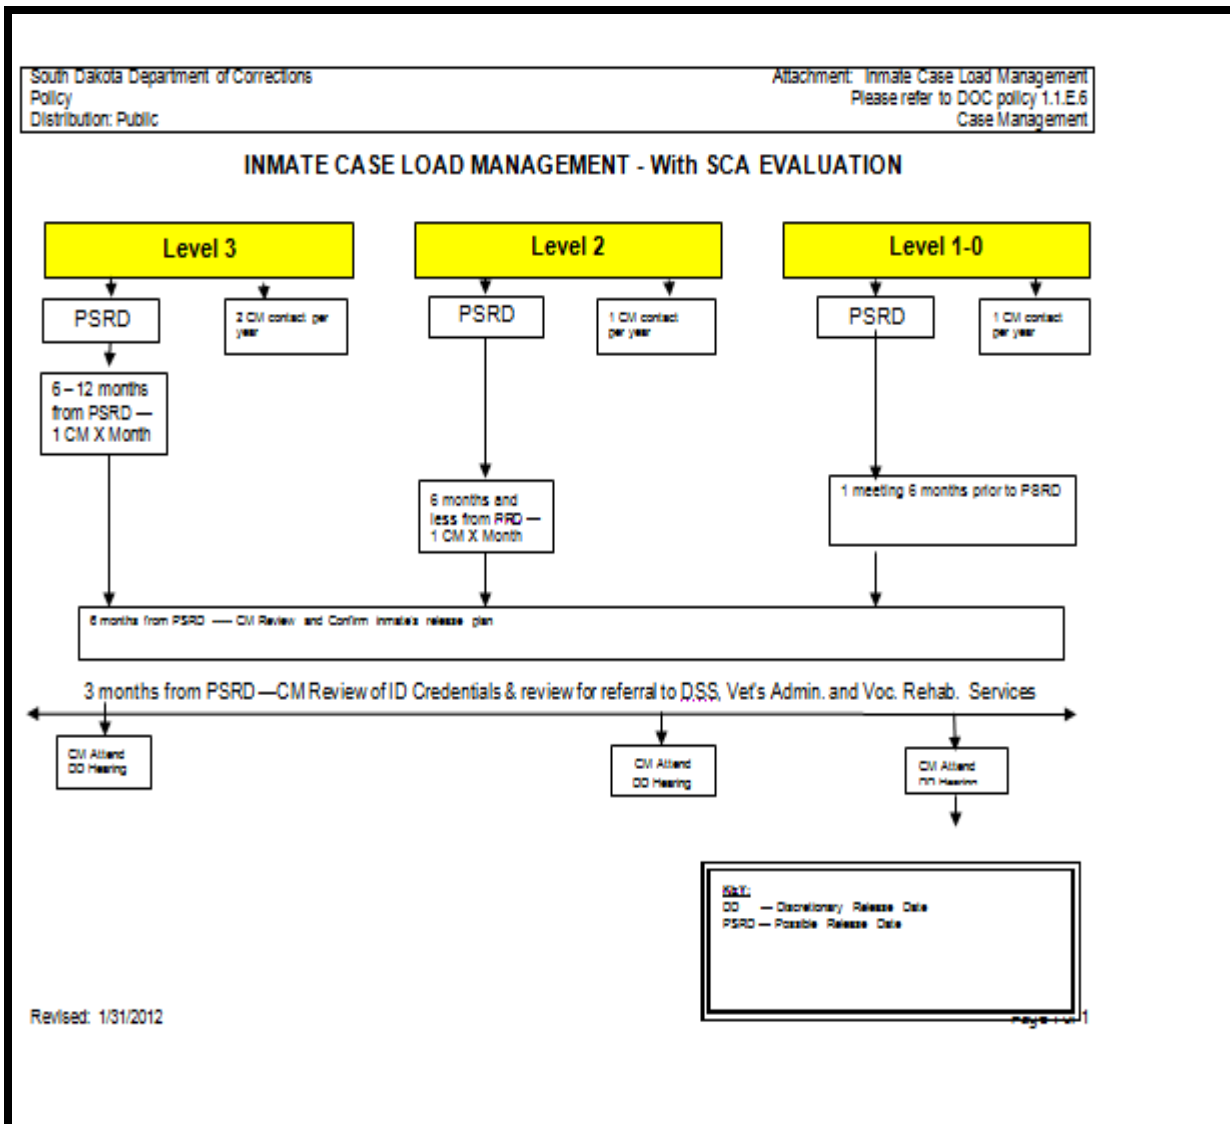 South Dakota Department of Corrections
Policy
Distribution: Public
Attachment: Inmate Case Load Management
Please refer to DOC policy 1.1.E.6
Case Management
INMATE CASE LOAD MANAGEMENT - With SCA EVALUATION
Level 3
Level 2
Level 1-0
PSRD
2 CM contact per
year
PSRD
1 CM contact
per year
PSRD
1 CM contact
per year
6 – 12 months
from PSRD —
1 CM X Month
6 months and
less from PRD —
1 CM X Month
1 meeting 6 months prior to PSRD
6 months from PSRD —– CM Review and Confirm inmate's release plan
3 months from PSRD —CM Review of ID Credentials & review for referral to DSS, Vet's Admin. and Voc. Rehab. Services
CM Attend
DD Hearing
CM Attend
DD Hearing
CM Attend
DD Hearing
KEY:
DD — Discretionary Release Date
PSRD — Possible Release Date
Revised: 1/31/2012
Page 1 of 1